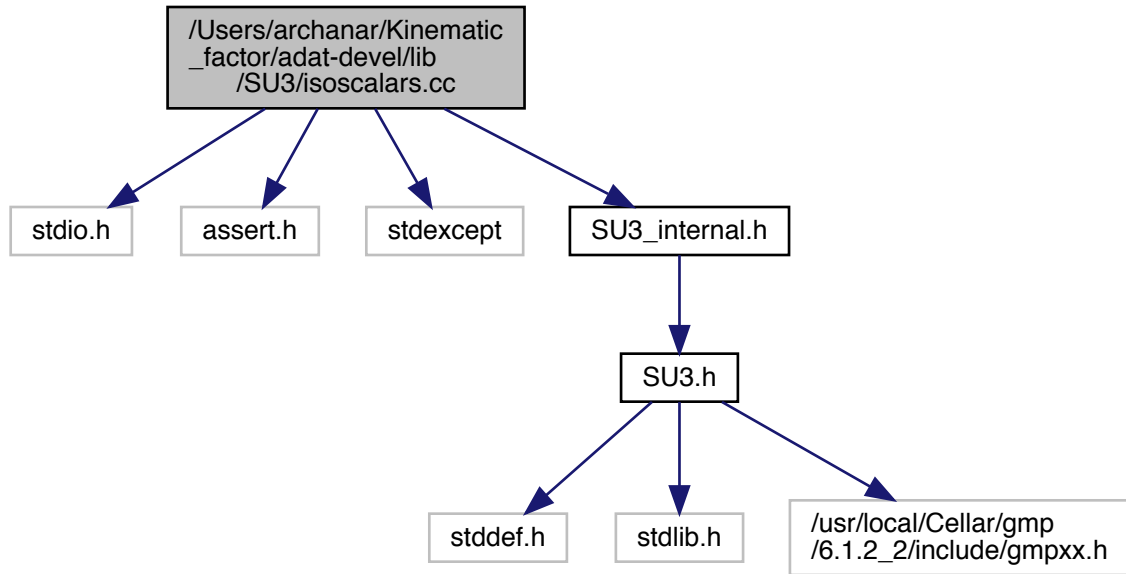 /Users/archanar/Kinematic
_factor/adat-devel/lib
/SU3/isoscalars.cc
stdio.h
assert.h
stdexcept
SU3_internal.h
SU3.h
stddef.h
stdlib.h
/usr/local/Cellar/gmp
/6.1.2_2/include/gmpxx.h